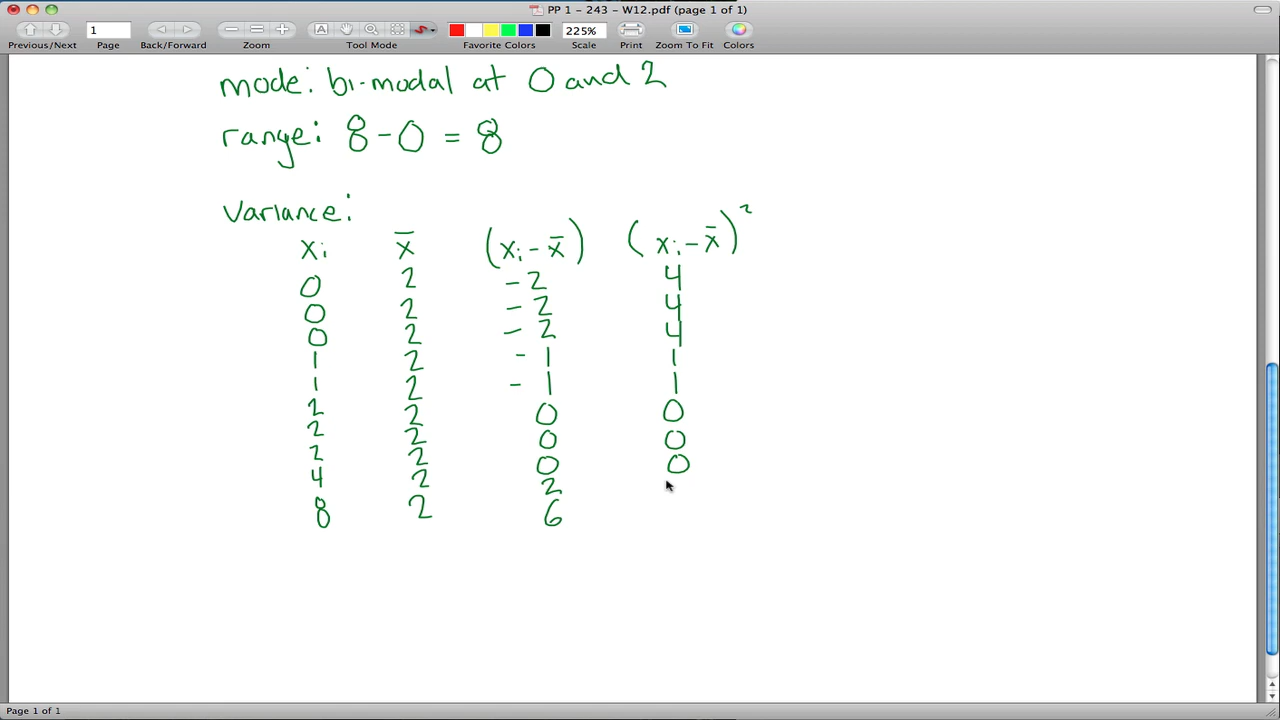 PP 1 – 243 – W12.pdf (page 1 of 1)
1 A 225%
Previous/Next Page Back/Forward Zoom Tool Mode Favorite Colors Scale Print Zoom To Fit Colors
mode: bi-modal at 0 and 2
range: 8 - 0 = 8
Variance:
xᵢ x̄ (xᵢ - x̄) (xᵢ - x̄)²
0 2 - 2 4
0 2 - 2 4
0 2 - 2 4
1 2 - 1 1
1 2 - 1 1
2 2 0 0
2 2 0 0
2 2 0 0
4 2 2
8 2 6
Page 1 of 1